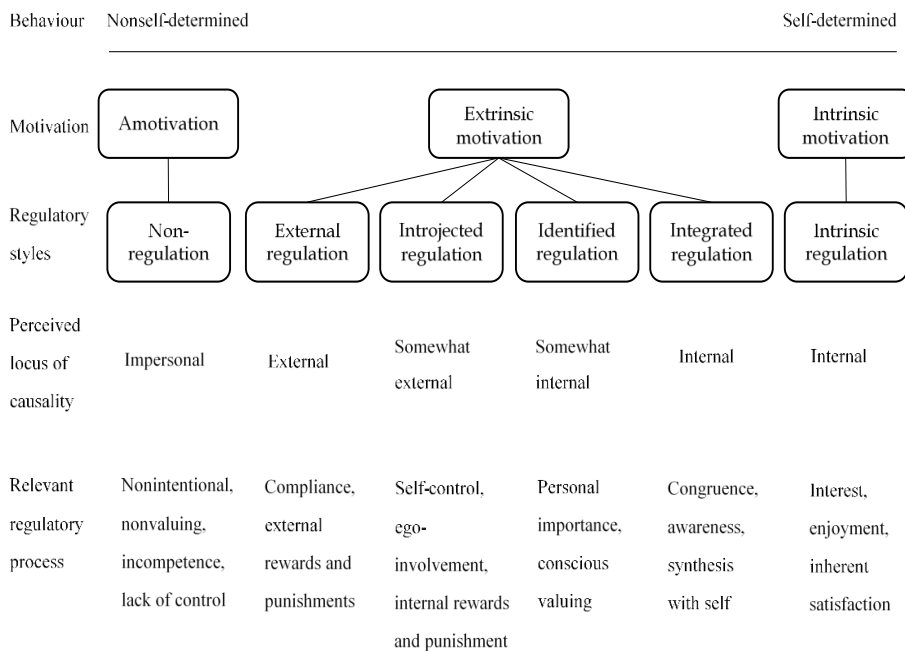 Behaviour Nonself-determined Self-determined
Motivation Amotivation Extrinsic motivation Intrinsic motivation
Regulatory styles Non-regulation External regulation Introjected regulation Identified regulation Integrated regulation Intrinsic regulation
Perceived locus of causality Impersonal External Somewhat external Somewhat internal Internal Internal
Relevant regulatory process
Nonintentional,
nonvaluing,
incompetence,
lack of control
Compliance,
external
rewards and
punishments
Self-control,
ego-
involvement,
internal rewards
and punishment
Personal
importance,
conscious
valuing
Congruence,
awareness,
synthesis
with self
Interest,
enjoyment,
inherent
satisfaction